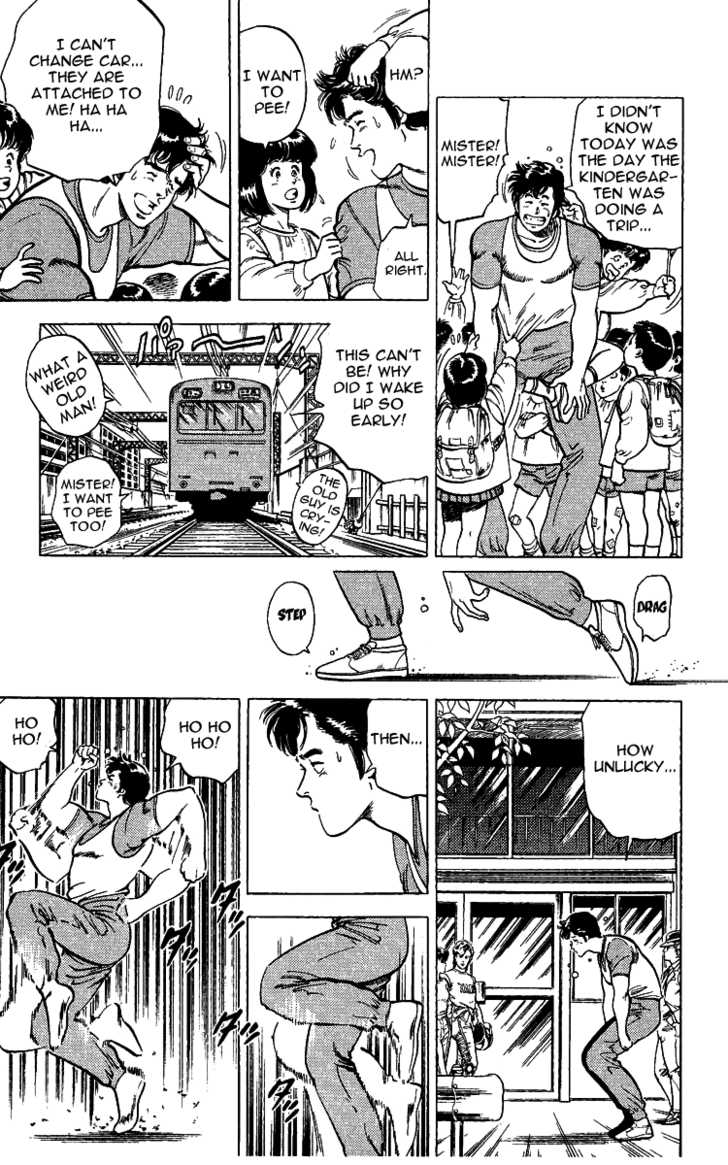 I DIDN'T
KNOW
TODAY WAS
THE DAY THE
KINDERGAR-
TEN WAS
DOING A
TRIP...
MISTER!
MISTER!
HM?
I WANT
TO
PEE!
ALL
RIGHT.
I CAN'T
CHANGE CAR...
THEY ARE
ATTACHED TO
ME! HA HA
HA...
THIS CAN'T
BE! WHY
DID I WAKE
UP SO
EARLY!
THE
OLD
GUY IS
CRY-
ING!
WHAT A
WEIRD
OLD
MAN!
MISTER!
I WANT
TO PEE
TOO!
DRAG
STEP
HOW
UNLUCKY...
THEN...
HO HO
HO!
HO
HO!